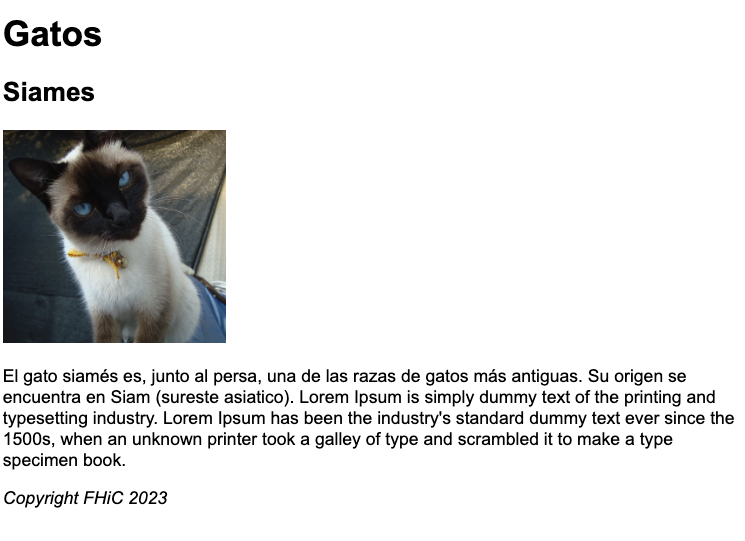 Gatos
Siames
El gato siamés es, junto al persa, una de las razas de gatos más antiguas. Su origen se
encuentra en Siam (sureste asiatico). Lorem Ipsum is simply dummy text of the printing and
typesetting industry. Lorem Ipsum has been the industry's standard dummy text ever since the
1500s, when an unknown printer took a galley of type and scrambled it to make a type
specimen book.
Copyright FHiC 2023